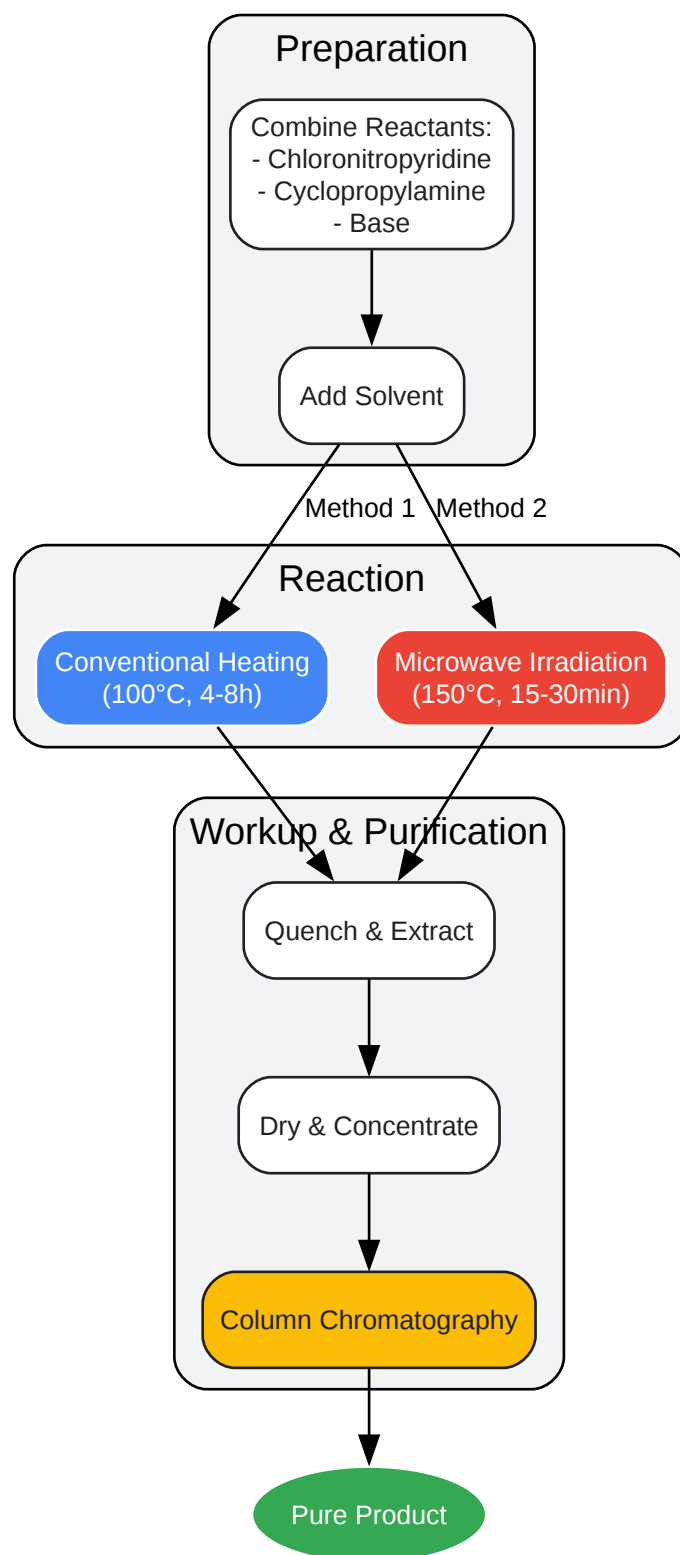 Preparation
Combine Reactants:
- Chloronitropyridine
- Cyclopropylamine
- Base
Add Solvent
Method 1
Method 2
Reaction
Conventional Heating
(100°C, 4-8h)
Microwave Irradiation
(150°C, 15-30min)
Workup & Purification
Quench & Extract
Dry & Concentrate
Column Chromatography
Pure Product